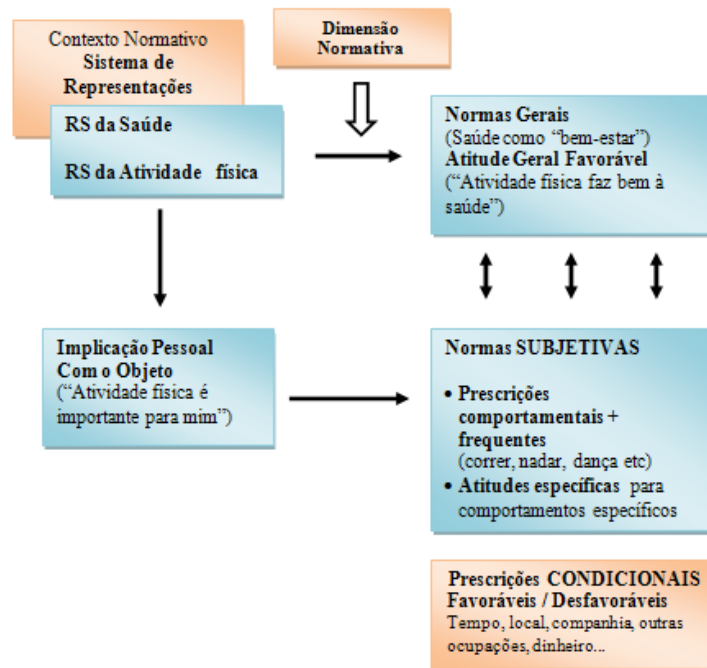 Contexto Normativo
Sistema de
Representações
RS da Saúde
RS da Atividade física
Dimensão
Normativa
Normas Gerais
(Saúde como “bem-estar”)
Atitude Geral Favorável
(“Atividade física faz bem à
saúde”)
Implicação Pessoal
Com o Objeto
(“Atividade física é
importante para mim”)
Normas SUBJETIVAS
• Prescrições
comportamentais +
frequentes
(correr, nadar, dança etc)
• Atitudes específicas para
comportamentos específicos
Prescrições CONDICIONAIS
Favoráveis / Desfavoráveis
Tempo, local, companhia, outras
ocupações, dinheiro...